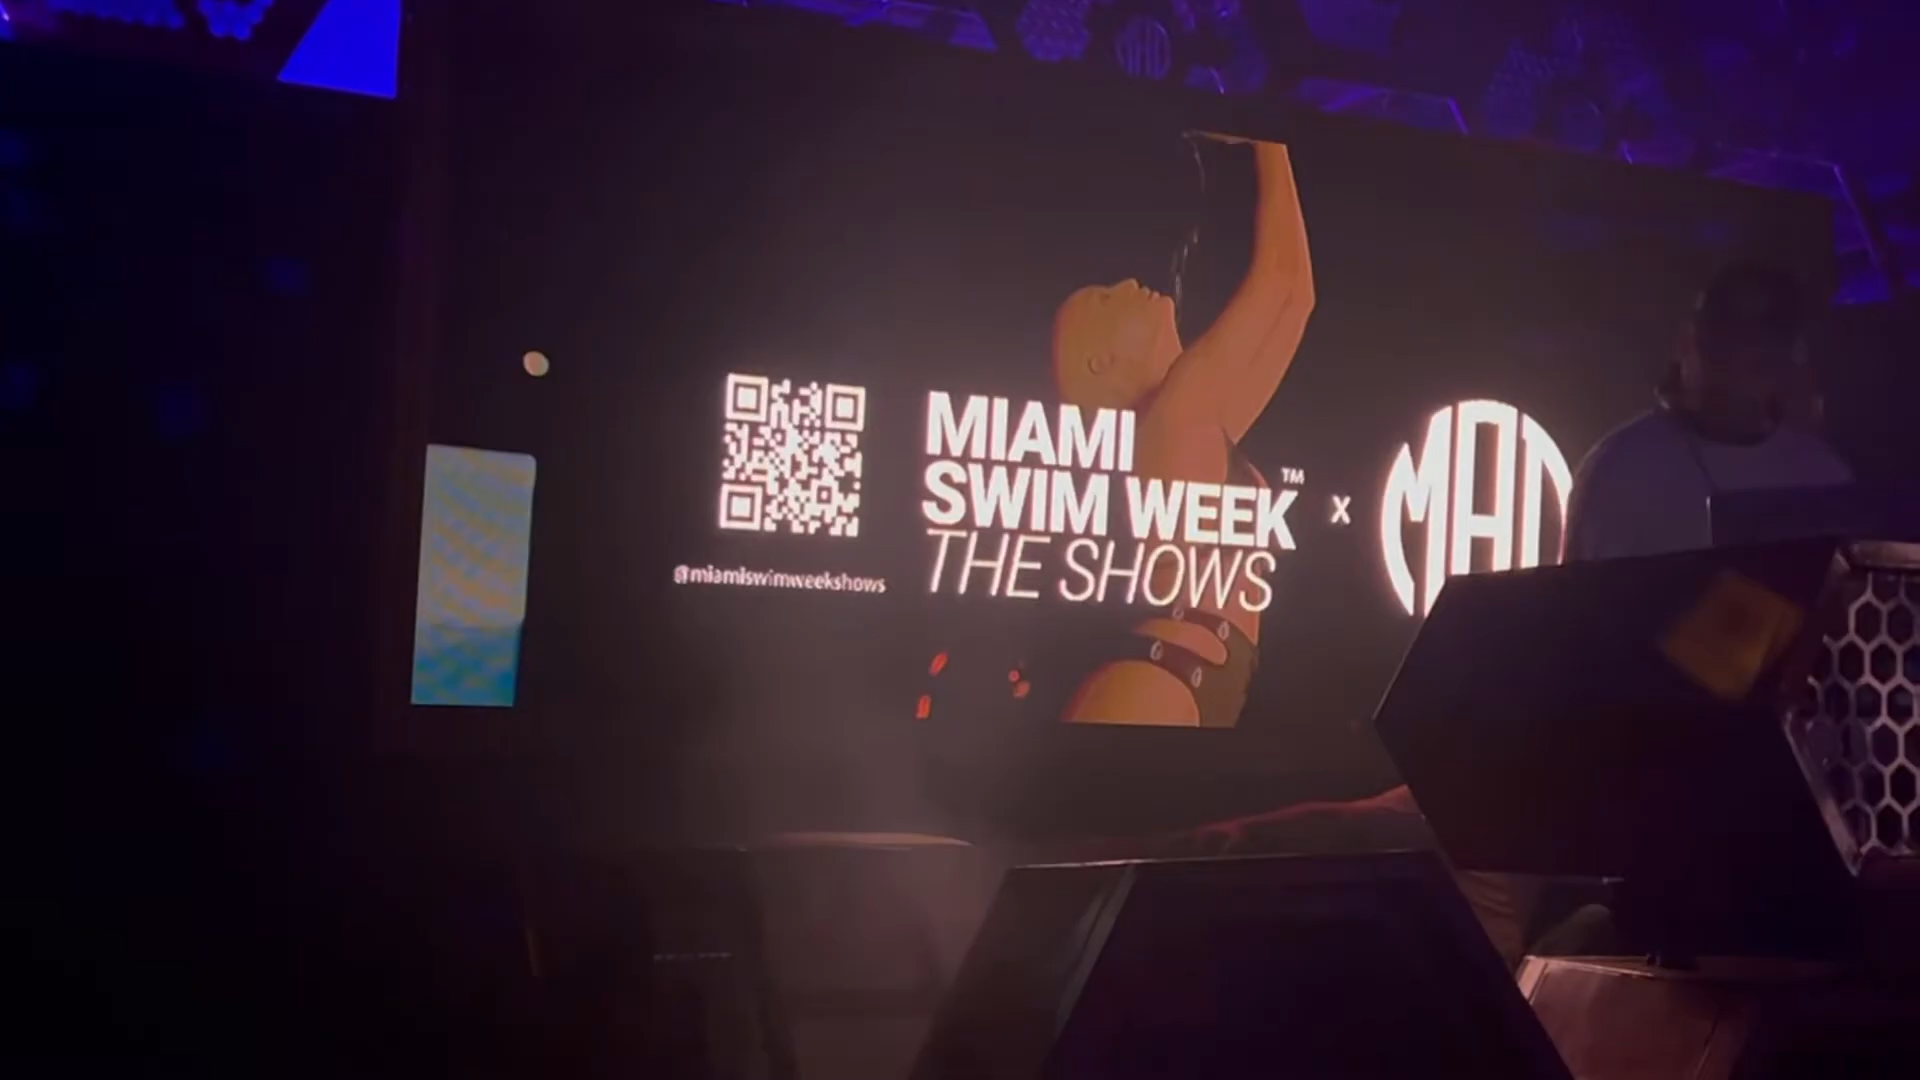 MIAMI
SWIM WEEK™
THE SHOWS
x
@miamiswimweekshows